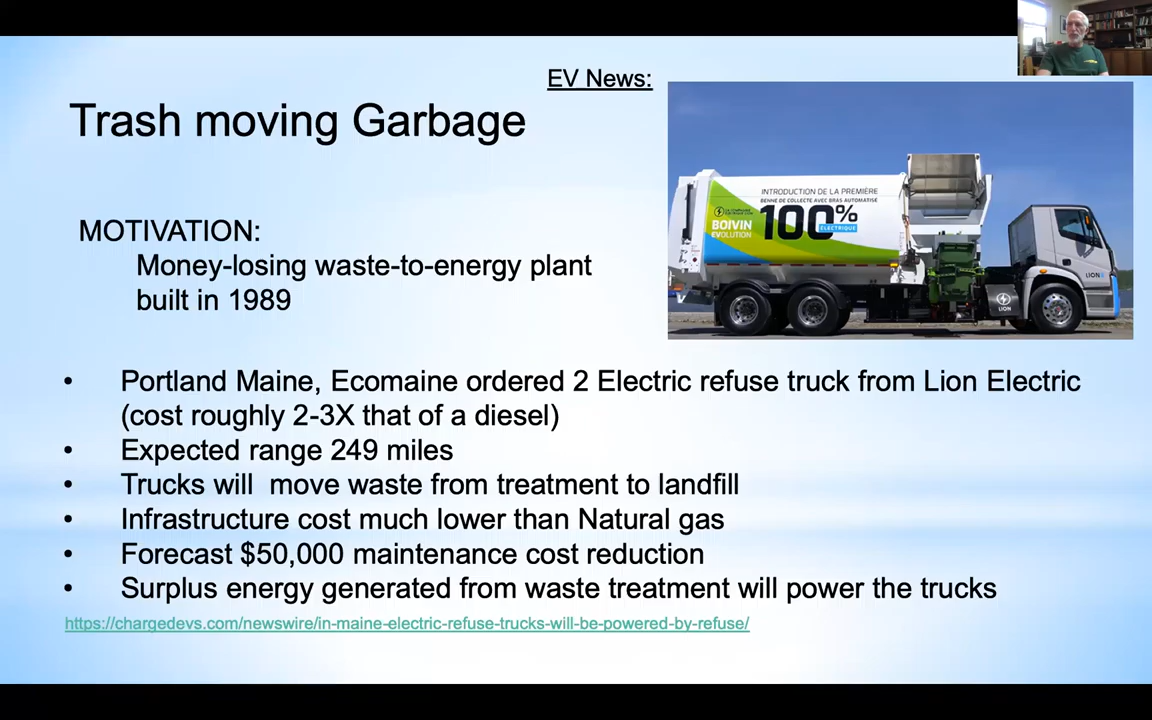 EV News:
Trash moving Garbage
MOTIVATION:
Money-losing waste-to-energy plant
built in 1989
INTRODUCTION DE LA PREMIÈRE
BENNE DE COLLECTE AVEC BRAS AUTOMATISÉ
100%
ÉLECTRIQUE
BOIVIN
EVOLUTION
LION
LION
• Portland Maine, Ecomaine ordered 2 Electric refuse truck from Lion Electric
(cost roughly 2-3X that of a diesel)
• Expected range 249 miles
• Trucks will  move waste from treatment to landfill
• Infrastructure cost much lower than Natural gas
• Forecast $50,000 maintenance cost reduction
• Surplus energy generated from waste treatment will power the trucks
https://chargedevs.com/newswire/in-maine-electric-refuse-trucks-will-be-powered-by-refuse/